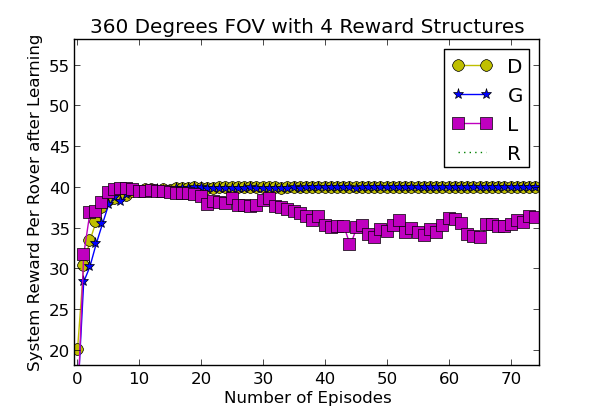 360 Degrees FOV with 4 Reward Structures
System Reward Per Rover after Learning
55
50
45
40
35
30
25
20
D
G
L
R
0 10 20 30 40 50 60 70
Number of Episodes